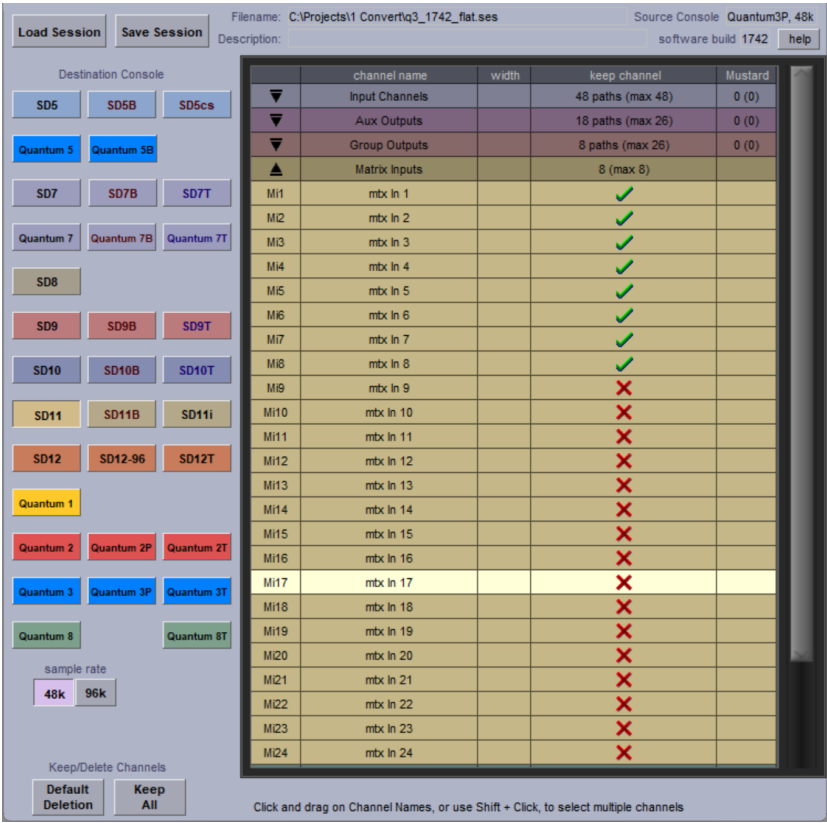 Load Session Save Session Filename: C:\Projects\1 Convert\q3_1742_flat.ses Source Console Quantum3P, 48k
Description: software build 1742 help
Destination Console
SD5 SD5B SD5cs
Quantum 5 Quantum 5B
SD7 SD7B SD7T
Quantum 7 Quantum 7B Quantum 7T
SD8
SD9 SD9B SD9T
SD10 SD10B SD10T
SD11 SD11B SD11i
SD12 SD12-96 SD12T
Quantum 1
Quantum 2 Quantum 2P Quantum 2T
Quantum 3 Quantum 3P Quantum 3T
Quantum 8 Quantum 8T
sample rate
48k 96k
Keep/Delete Channels
Default Deletion Keep All
channel name width keep channel Mustard
Input Channels 48 paths (max 48) 0 (0)
Aux Outputs 18 paths (max 26) 0 (0)
Group Outputs 8 paths (max 26) 0 (0)
Matrix Inputs 8 (max 8)
Mi1 mtx In 1
Mi2 mtx In 2
Mi3 mtx In 3
Mi4 mtx In 4
Mi5 mtx In 5
Mi6 mtx In 6
Mi7 mtx In 7
Mi8 mtx In 8
Mi9 mtx In 9
Mi10 mtx In 10
Mi11 mtx In 11
Mi12 mtx In 12
Mi13 mtx In 13
Mi14 mtx In 14
Mi15 mtx In 15
Mi16 mtx In 16
Mi17 mtx In 17
Mi18 mtx In 18
Mi19 mtx In 19
Mi20 mtx In 20
Mi21 mtx In 21
Mi22 mtx In 22
Mi23 mtx In 23
Mi24 mtx In 24
Click and drag on Channel Names, or use Shift + Click, to select multiple channels